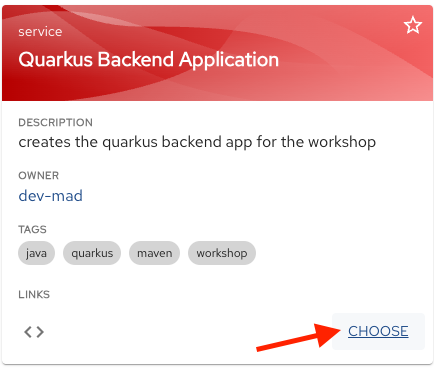 service
Quarkus Backend Application
DESCRIPTION
creates the quarkus backend app for the workshop
OWNER
dev-mad
TAGS
java quarkus maven workshop
LINKS
CHOOSE